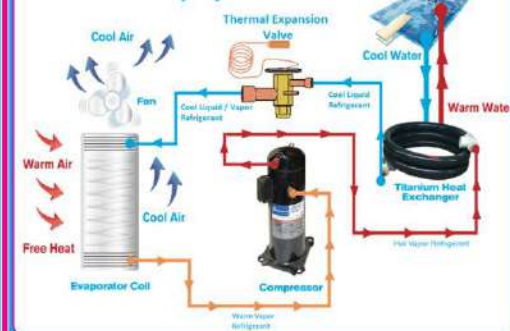 Thermal Expansion
Valve
Cool Air
Cool Water
Fan
Cool Liquid / Vapor
Refrigerant
Cool Liquid
Refrigerant
Warm Wate
Warm Air
Cool Air
Titanium Heat
Exchanger
Free Heat
Hot Vapor Refrigerant
Evaporator Coil
Compressor
Warm Vapor
Refrigerant